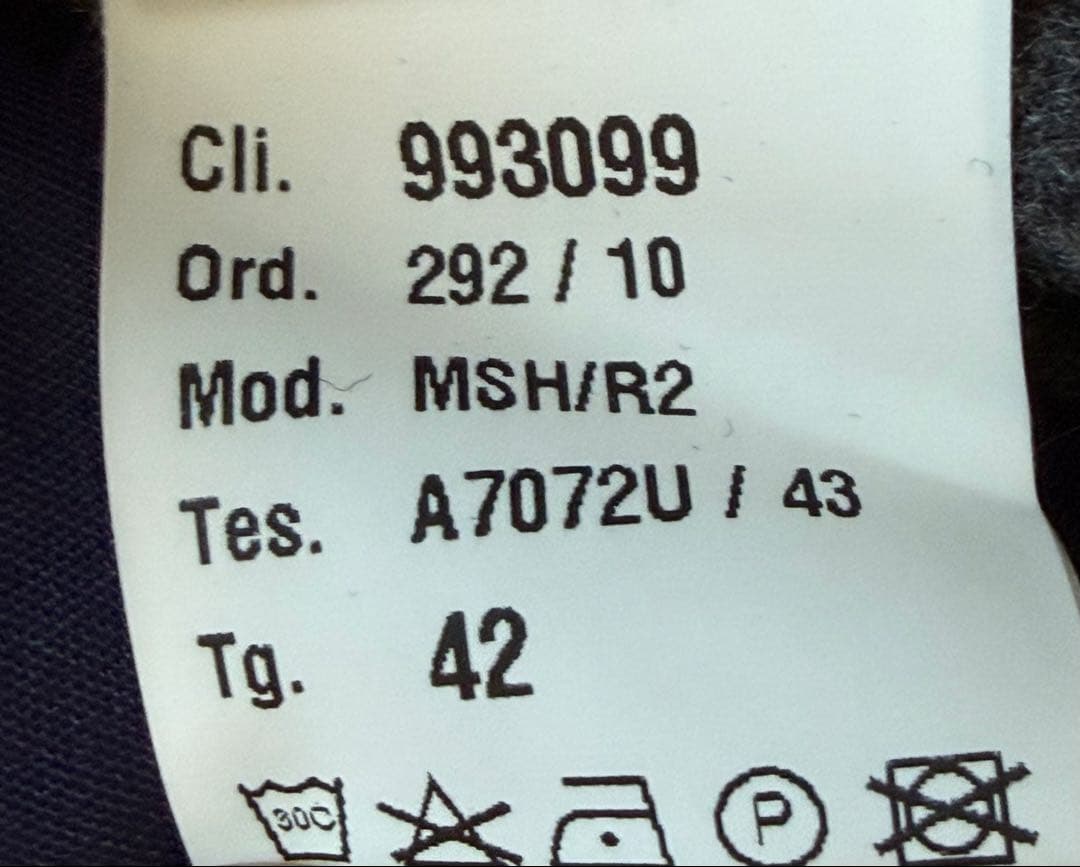 Cli. 993099
Ord. 292 / 10
Mod. MSH/R2
Tes. A7072U / 43
Tg. 42
30C P